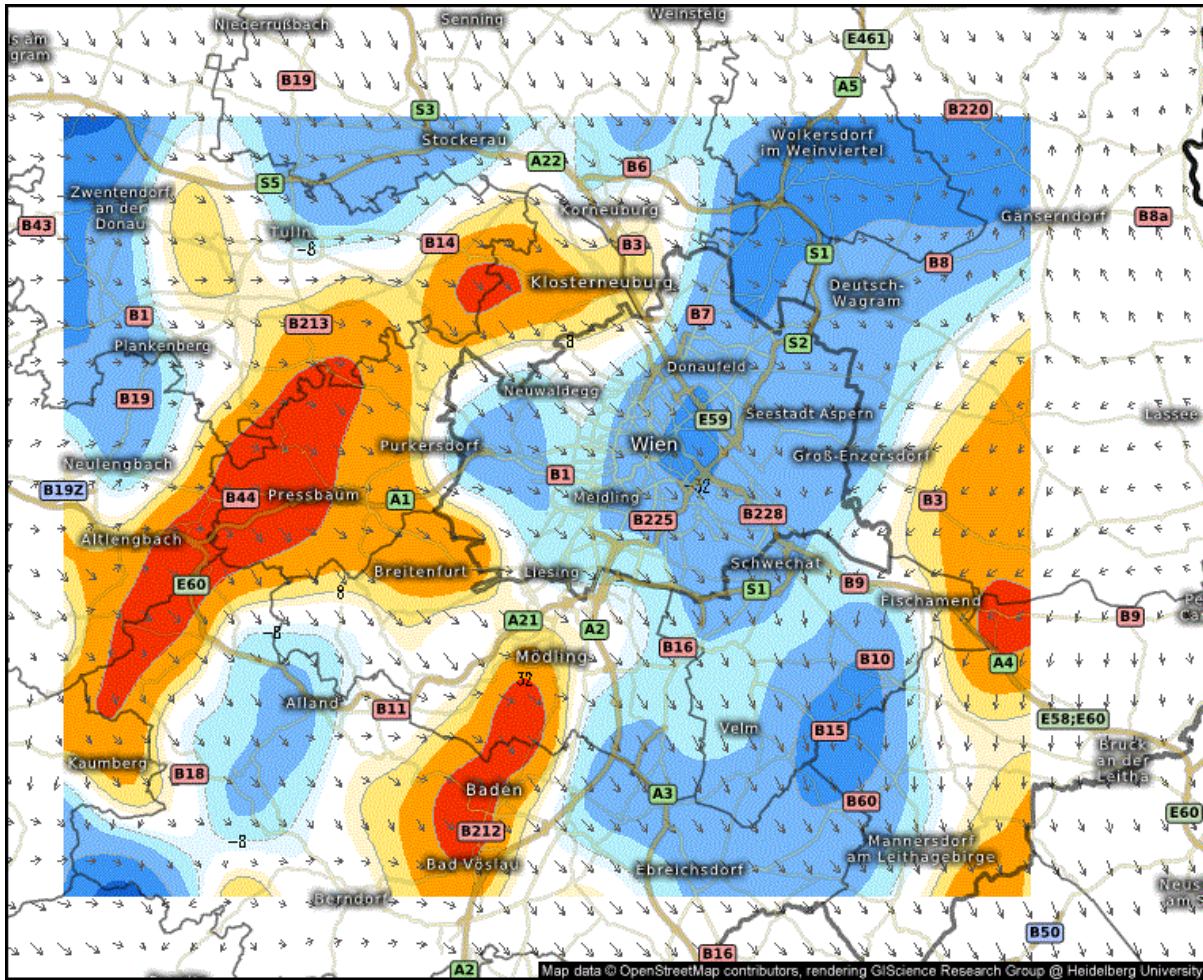 Niederrußbach
Senning
Weinsteig
E461
s am
gram
B19
A5
S3
B220
Stockerau
Wolkersdorf
im Weinviertel
A22
B6
S5
Zwentendorf
an der
Donau
B43
Korneuburg
Gänserndorf
B8a
Tulln
-8
B14
B3
S1
B8
Klosterneuburg
Deutsch-
Wagram
B1
B213
B7
Plankenberg
8
S2
Donaufeld
B19
Neuwaldegg
E59
Seestadt Aspern
Lassee
Purkersdorf
Wien
Groß-Enzersdorf
Neulengbach
B1
B19Z
B44
Pressbaum
A1
Meidling
-32
B3
B225
B228
Altlengbach
Schwechat
E60
Breitenfurt
Liesing
S1
B9
8
Fischamend
A21
A2
B9
-8
B16
Mödling
B10
A4
32
Alland
B11
Velm
B15
E58;E60
Bruck
an der
Leitha
Kaumberg
B18
Baden
A3
B60
E60
B212
-8
Mannersdorf
am Leithagebirge
Bad Vöslau
Ebreichsdorf
Berndorf
B50
B16
A2
Map data © OpenStreetMap contributors, rendering GIScience Research Group @ Heidelberg University